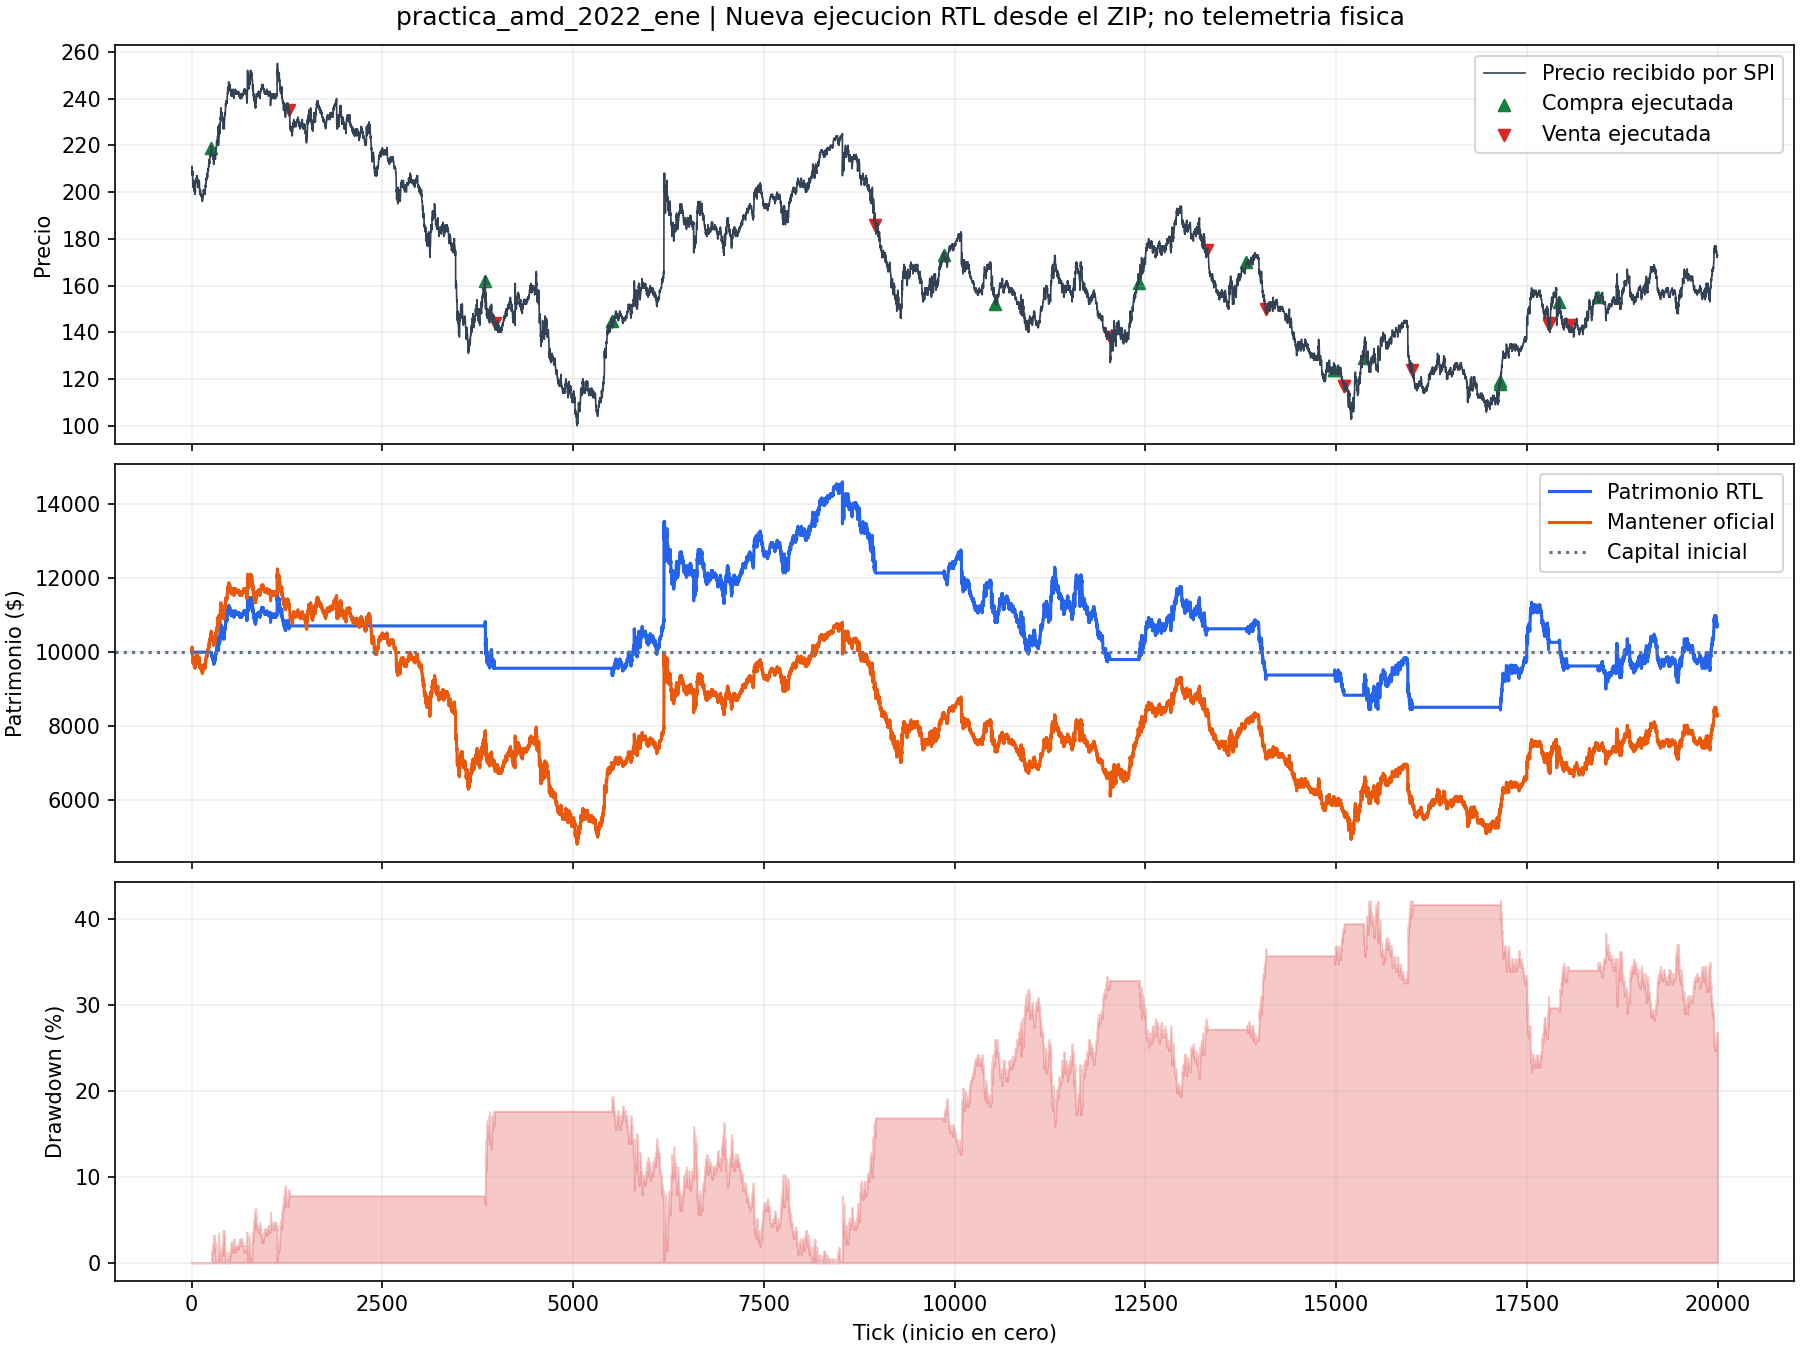 practica_amd_2022_ene | Nueva ejecucion RTL desde el ZIP; no telemetria fisica
260
240
220
200
180
160
140
120
100
Precio
Precio recibido por SPI
Compra ejecutada
Venta ejecutada
14000
12000
10000
8000
6000
Patrimonio ($)
Patrimonio RTL
Mantener oficial
Capital inicial
40
30
20
10
0
Drawdown (%)
0 2500 5000 7500 10000 12500 15000 17500 20000
Tick (inicio en cero)